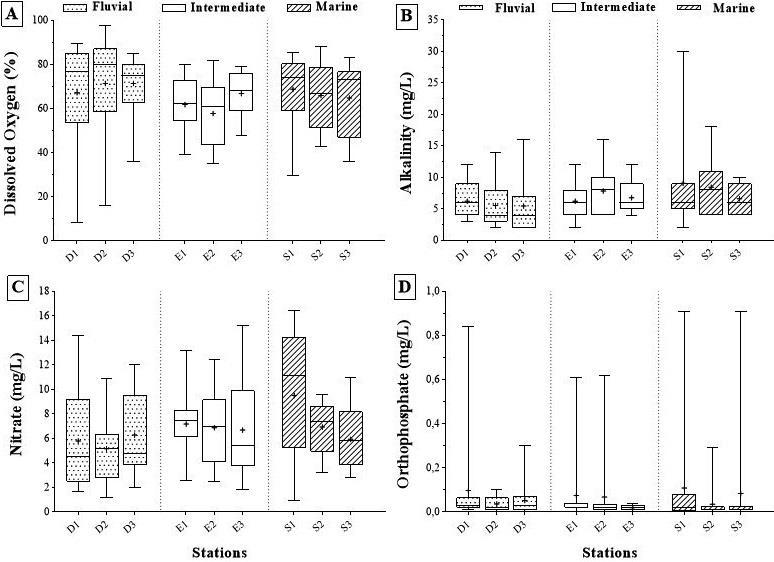 A Fluvial Intermediate Marine
Dissolved Oxygen (%)
100
80
60
40
20
0
D1 D2 D3 E1 E2 E3 S1 S2 S3
B Fluvial Intermediate Marine
Alkalinity (mg/L)
35
30
25
20
15
10
5
0
D1 D2 D3 E1 E2 E3 S1 S2 S3
C
Nitrate (mg/L)
18
16
14
12
10
8
6
4
2
0
D1 D2 D3 E1 E2 E3 S1 S2 S3
Stations
D
Orthophosphate (mg/L)
1,0
0,8
0,6
0,4
0,2
0,0
D1 D2 D3 E1 E2 E3 S1 S2 S3
Stations